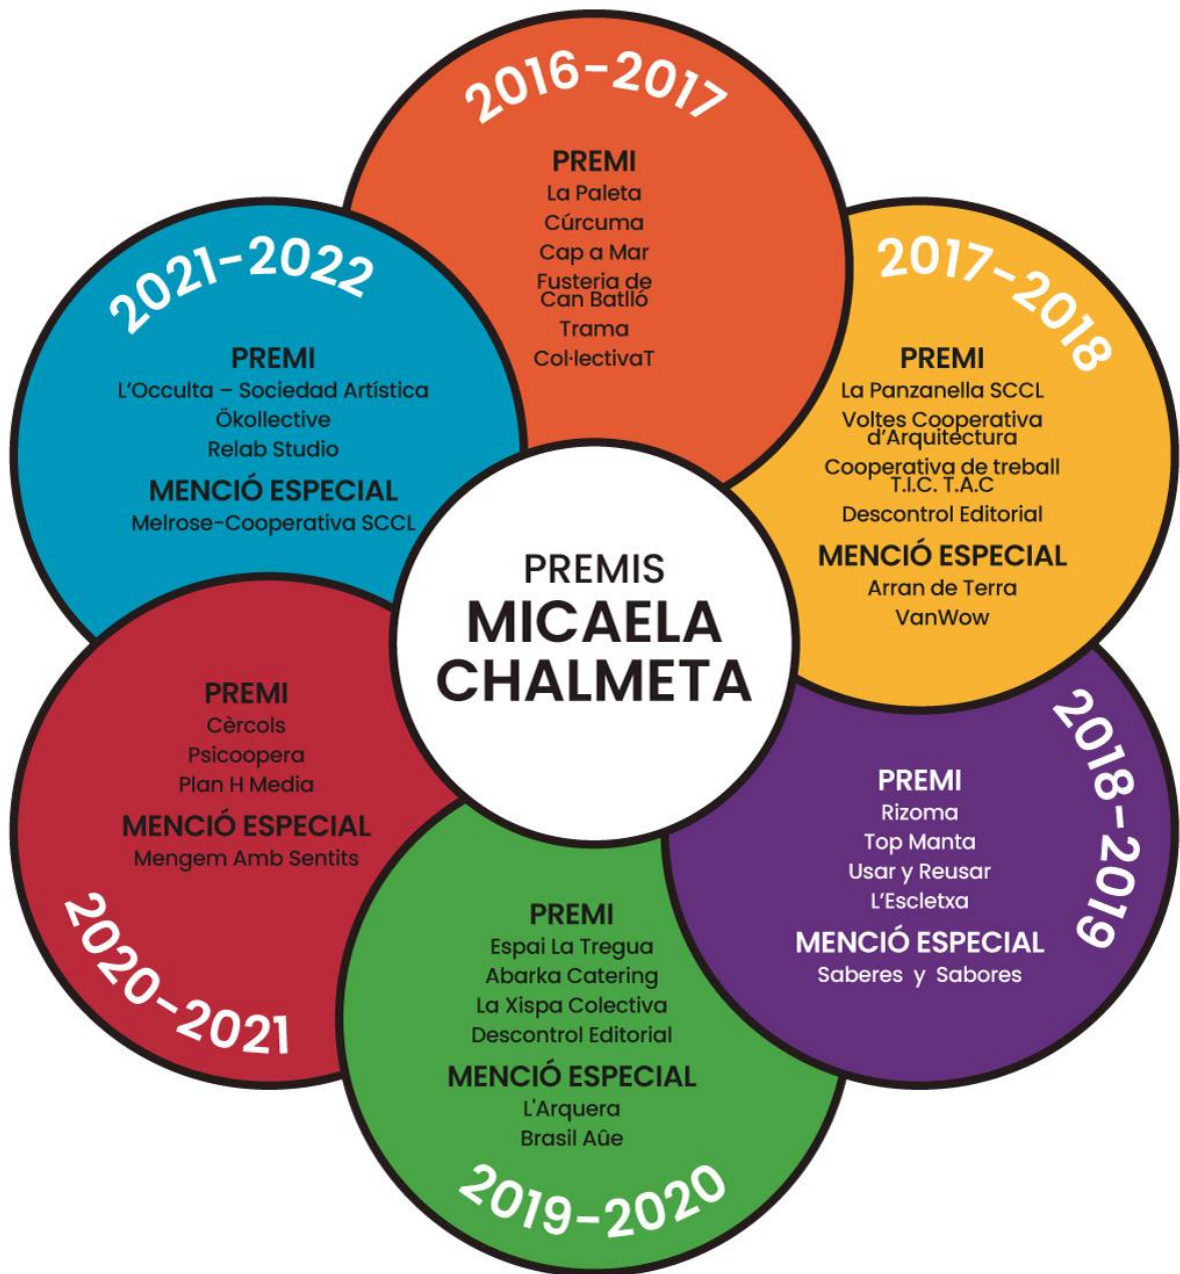 2016-2017
PREMI
La Paleta
Cúrcuma
Cap a Mar
Fusteria de
Can Batlló
Trama
Col·lectivaT
2017-2018
PREMI
La Panzanella SCCL
Voltes Cooperativa
d'Arquitectura
Cooperativa de treball
T.I.C. T.A.C
Descontrol Editorial
MENCIÓ ESPECIAL
Arran de Terra
VanWow
2018-2019
PREMI
Rizoma
Top Manta
Usar y Reusar
L'Escletxa
MENCIÓ ESPECIAL
Saberes y Sabores
PREMI
Espai La Tregua
Abarka Catering
La Xispa Colectiva
Descontrol Editorial
MENCIÓ ESPECIAL
L'Arquera
Brasil Aûe
2019-2020
PREMI
Cèrcols
Psicoopera
Plan H Media
MENCIÓ ESPECIAL
Mengem Amb Sentits
2020-2021
2021-2022
PREMI
L'Occulta – Sociedad Artística
Ökollective
Relab Studio
MENCIÓ ESPECIAL
Melrose-Cooperativa SCCL
PREMIS
MICAELA
CHALMETA